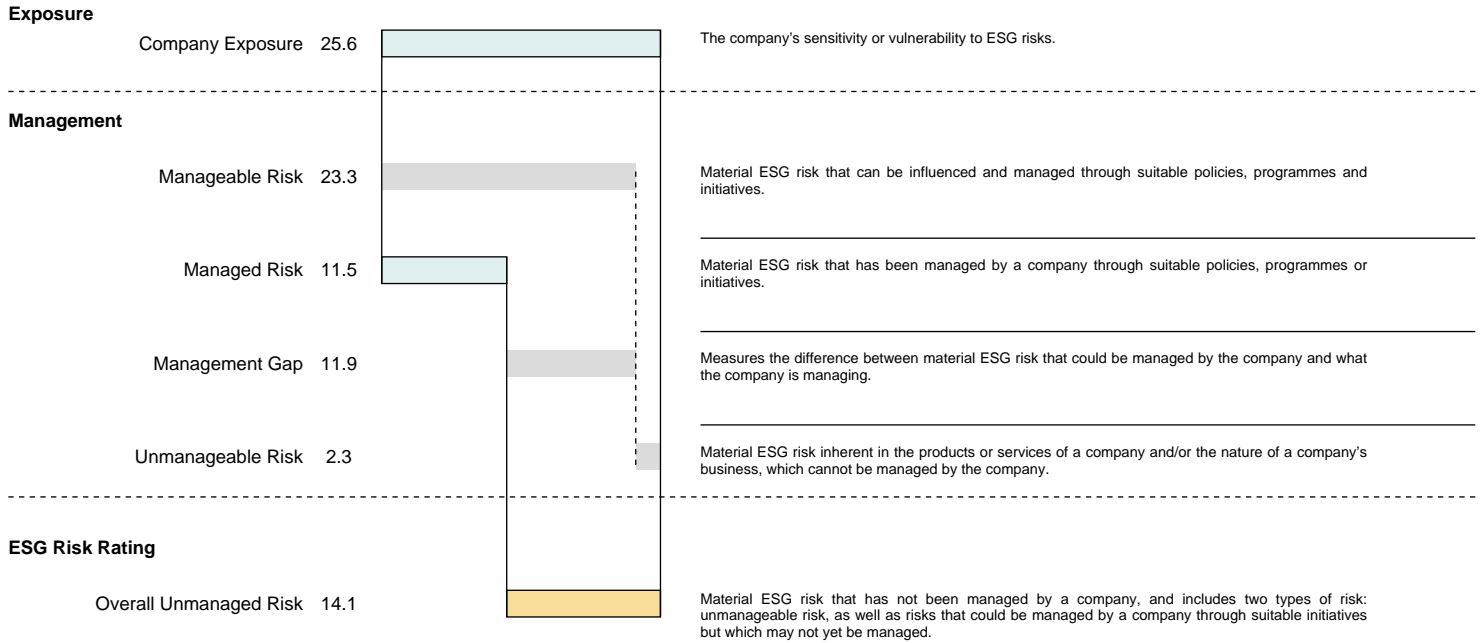 Exposure
Company Exposure 25.6
The company’s sensitivity or vulnerability to ESG risks.
Management
Manageable Risk 23.3
Material ESG risk that can be influenced and managed through suitable policies, programmes and
initiatives.
Managed Risk 11.5
Material ESG risk that has been managed by a company through suitable policies, programmes or
initiatives.
Management Gap 11.9
Measures the difference between material ESG risk that could be managed by the company and what
the company is managing.
Unmanageable Risk 2.3
Material ESG risk inherent in the products or services of a company and/or the nature of a company’s
business, which cannot be managed by the company.
ESG Risk Rating
Overall Unmanaged Risk 14.1
Material ESG risk that has not been managed by a company, and includes two types of risk:
unmanageable risk, as well as risks that could be managed by a company through suitable initiatives
but which may not yet be managed.